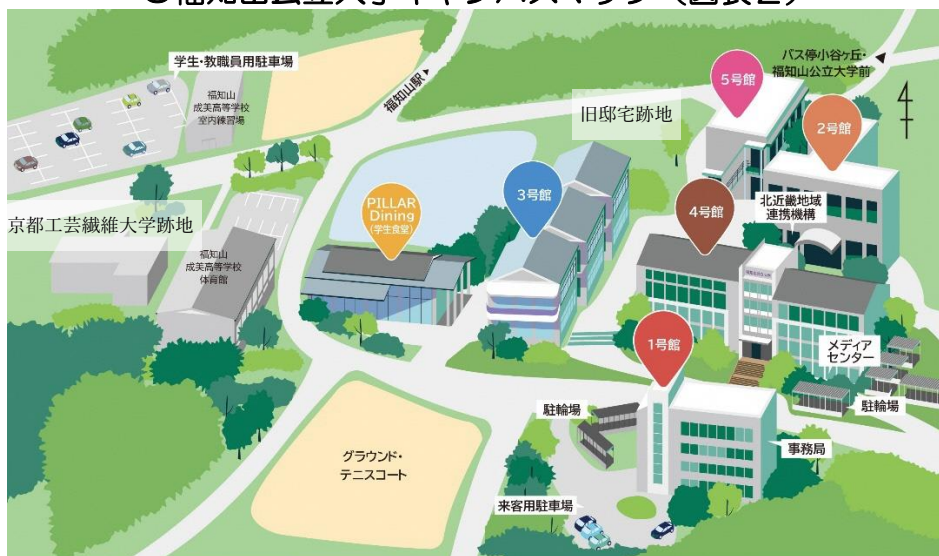 ●福知山公立大学キャンパスマップ（図表２）
学生・教職員用駐車場
福知山
成美高等学校
室内練習場
福知山駅▶
バス停小谷ヶ丘・
福知山公立大学前
5号館
旧邸宅跡地
2号館
3号館
PILLAR
Dining
(学生食堂)
4号館
北近畿地域
連携機構
京都工芸繊維大学跡地
福知山
成美高等学校
体育館
1号館
メディア
センター
駐輪場
駐輪場
事務局
グラウンド・
テニスコート
来客用駐車場